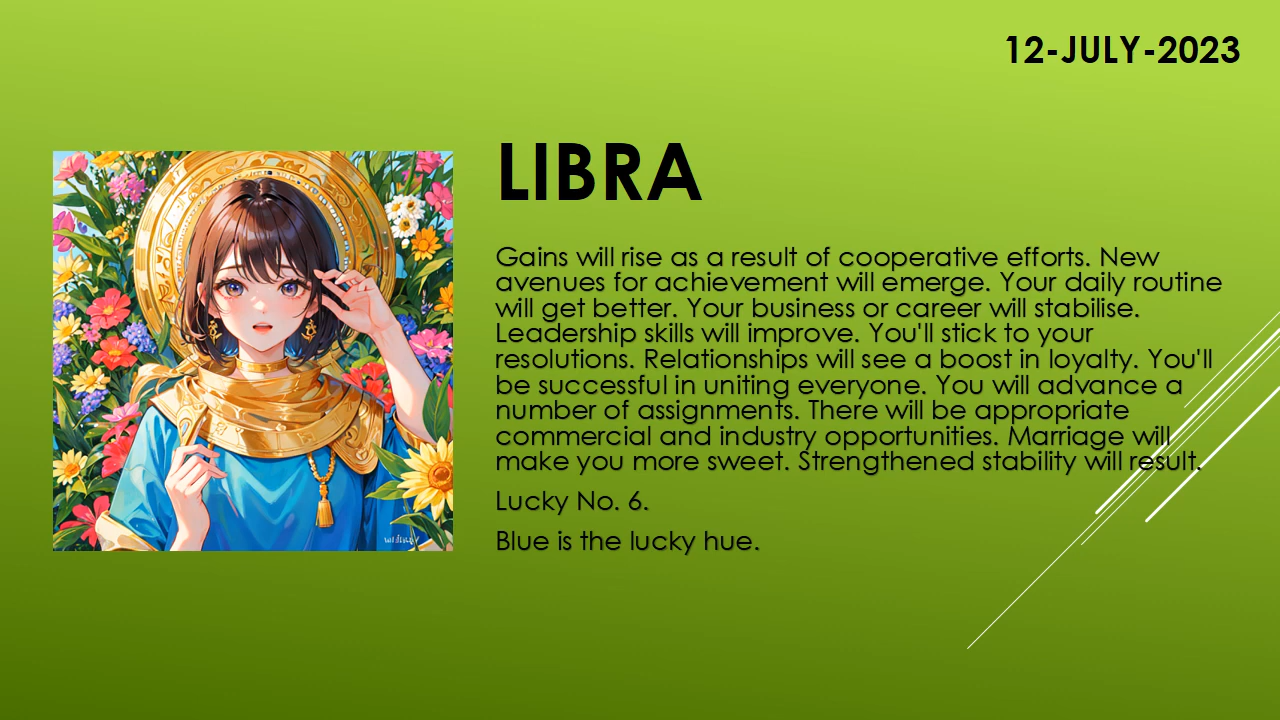 12-JULY-2023
LIBRA
Gains will rise as a result of cooperative efforts. New
avenues for achievement will emerge. Your daily routine
will get better. Your business or career will stabilise.
Leadership skills will improve. You'll stick to your
resolutions. Relationships will see a boost in loyalty. You'll
be successful in uniting everyone. You will advance a
number of assignments. There will be appropriate
commercial and industry opportunities. Marriage will
make you more sweet. Strengthened stability will result.
Lucky No. 6.
Blue is the lucky hue.